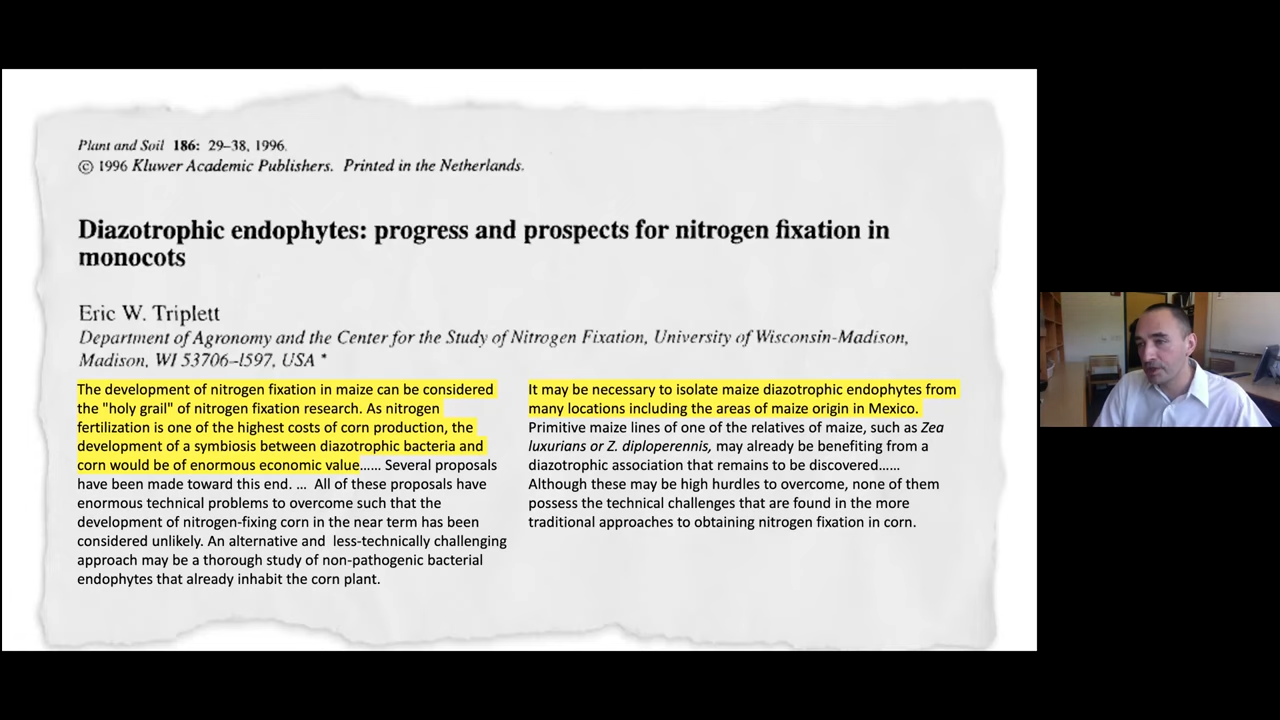 Plant and Soil 186: 29–38, 1996.
© 1996 Kluwer Academic Publishers. Printed in the Netherlands.
Diazotrophic endophytes: progress and prospects for nitrogen fixation in
monocots
Eric W. Triplett
Department of Agronomy and the Center for the Study of Nitrogen Fixation, University of Wisconsin-Madison,
Madison, WI 53706–1597, USA *
The development of nitrogen fixation in maize can be considered
the "holy grail" of nitrogen fixation research. As nitrogen
fertilization is one of the highest costs of corn production, the
development of a symbiosis between diazotrophic bacteria and
corn would be of enormous economic value...... Several proposals
have been made toward this end. ... All of these proposals have
enormous technical problems to overcome such that the
development of nitrogen-fixing corn in the near term has been
considered unlikely. An alternative and less-technically challenging
approach may be a thorough study of non-pathogenic bacterial
endophytes that already inhabit the corn plant.
It may be necessary to isolate maize diazotrophic endophytes from
many locations including the areas of maize origin in Mexico.
Primitive maize lines of one of the relatives of maize, such as Zea
luxurians or Z. diploperennis, may already be benefiting from a
diazotrophic association that remains to be discovered......
Although these may be high hurdles to overcome, none of them
possess the technical challenges that are found in the more
traditional approaches to obtaining nitrogen fixation in corn.